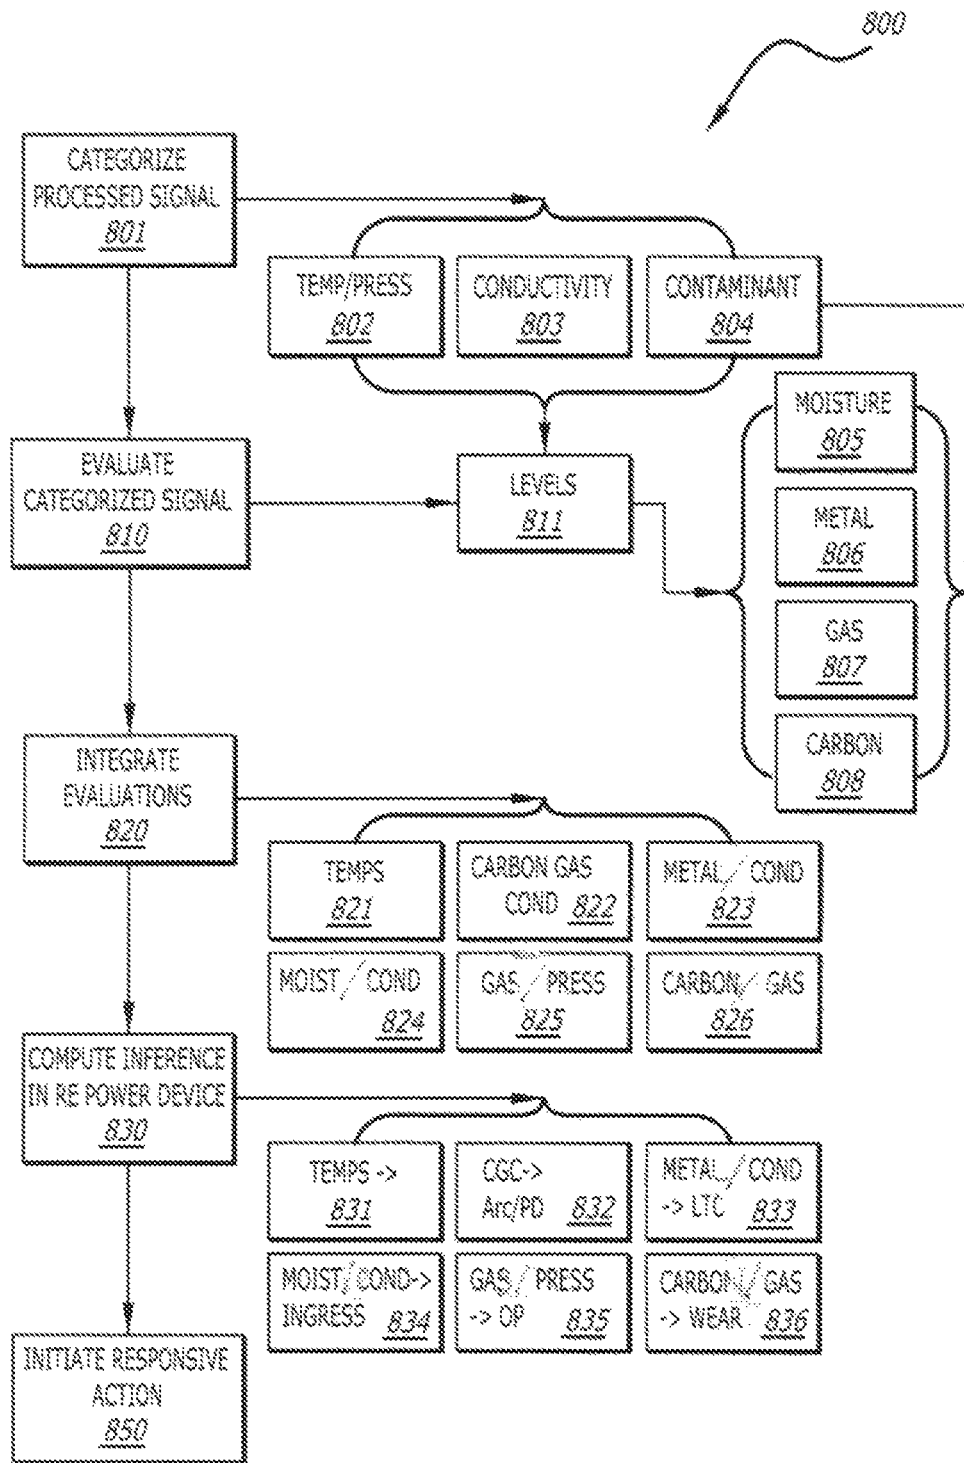 800
CATEGORIZE
PROCESSED SIGNAL
801
TEMP/PRESS
802
CONDUCTIVITY
803
CONTAMINANT
804
MOISTURE
805
METAL
806
GAS
807
CARBON
808
EVALUATE
CATEGORIZED SIGNAL
810
LEVELS
811
INTEGRATE
EVALUATIONS
820
TEMPS
821
CARBON GAS
COND 822
METAL/COND
823
MOIST/COND
824
GAS/PRESS
825
CARBON/GAS
826
COMPUTE INFERENCE
IN RE POWER DEVICE
830
TEMPS ->
831
CGC->
Arc/PD 832
METAL/COND
-> LTC 833
MOIST/COND->
INGRESS 834
GAS/PRESS
-> OP 835
CARBON/GAS
-> WEAR 836
INITIATE RESPONSIVE
ACTION
850